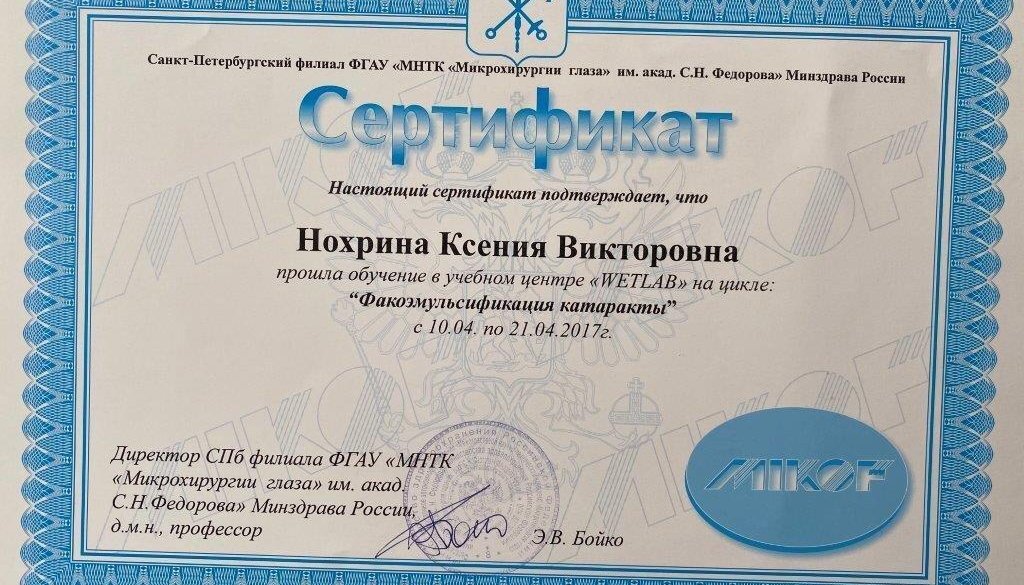 Санкт-Петербургский филиал ФГАУ «МНТК «Микрохирургии глаза» им. акад. С.Н. Федорова» Минздрава России
Сертификат
Настоящий сертификат подтверждает, что
Нохрина Ксения Викторовна
прошла обучение в учебном центре «WETLAB» на цикле:
“Факоэмульсификация катаракты”
с 10.04. по 21.04.2017г.
Директор СПб филиала ФГАУ «МНТК
«Микрохирургии глаза» им. акад.
С.Н.Федорова» Минздрава России,
д.м.н., профессор
Э.В. Бойко
MIKOF